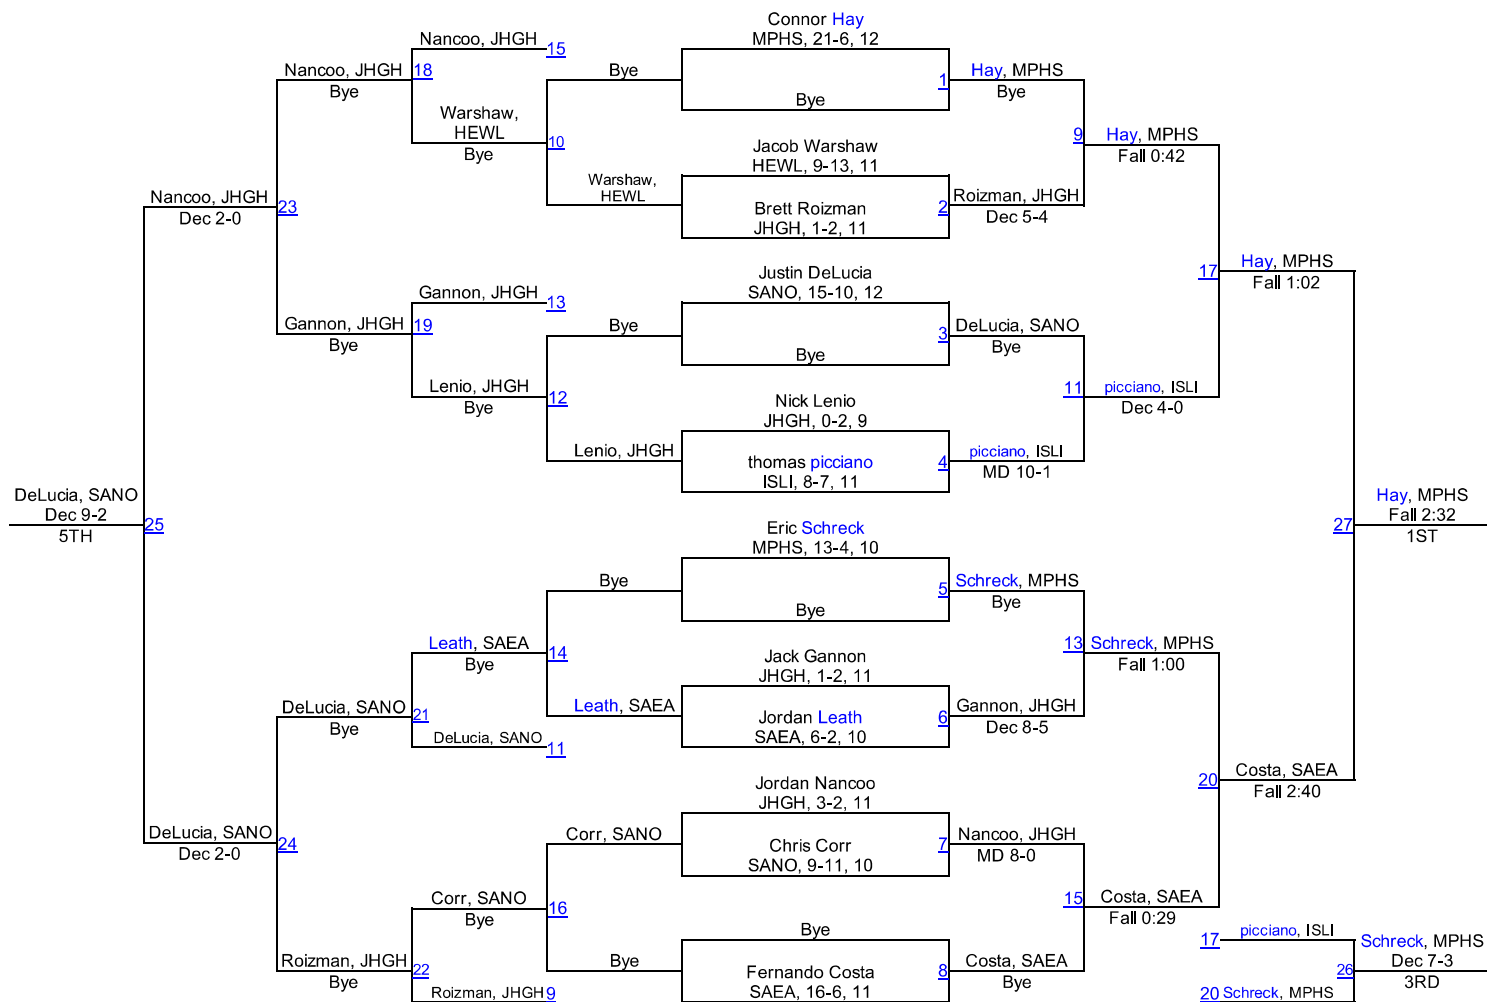 Connor Hay
MPHS, 21-6, 12
Nancoo, JHGH
15
Nancoo, JHGH
18
Bye
Bye
1
Hay, MPHS
Bye
Bye
Warshaw,
HEWL
Bye
10
9
Hay, MPHS
Fall 0:42
Jacob Warshaw
HEWL, 9-13, 11
Warshaw,
HEWL
Nancoo, JHGH
Dec 2-0
23
Brett Roizman
JHGH, 1-2, 11
2
Roizman, JHGH
Dec 5-4
Justin DeLucia
SANO, 15-10, 12
17
Hay, MPHS
Fall 1:02
Gannon, JHGH
13
Gannon, JHGH
19
Bye
Bye
3
DeLucia, SANO
Bye
Bye
Lenio, JHGH
Bye
12
11
picciano, ISLI
Dec 4-0
Nick Lenio
JHGH, 0-2, 9
Lenio, JHGH
thomas picciano
ISLI, 8-7, 11
4
picciano, ISLI
MD 10-1
DeLucia, SANO
Dec 9-2
5TH
25
27
Hay, MPHS
Fall 2:32
1ST
Eric Schreck
MPHS, 13-4, 10
Bye
5
Schreck, MPHS
Bye
Bye
Leath, SAEA
Bye
14
13
Schreck, MPHS
Fall 1:00
Jack Gannon
JHGH, 1-2, 11
Leath, SAEA
Jordan Leath
SAEA, 6-2, 10
6
Gannon, JHGH
Dec 8-5
DeLucia, SANO
Bye
21
DeLucia, SANO
11
20
Costa, SAEA
Fall 2:40
Jordan Nancoo
JHGH, 3-2, 11
DeLucia, SANO
Dec 2-0
24
Corr, SANO
Chris Corr
SANO, 9-11, 10
7
Nancoo, JHGH
MD 8-0
Corr, SANO
Bye
16
15
Costa, SAEA
Fall 0:29
Bye
Roizman, JHGH
Bye
22
Bye
Fernando Costa
SAEA, 16-6, 11
8
Costa, SAEA
Bye
Roizman, JHGH
9
17
picciano, ISLI
26
Schreck, MPHS
Dec 7-3
3RD
20
Schreck, MPHS